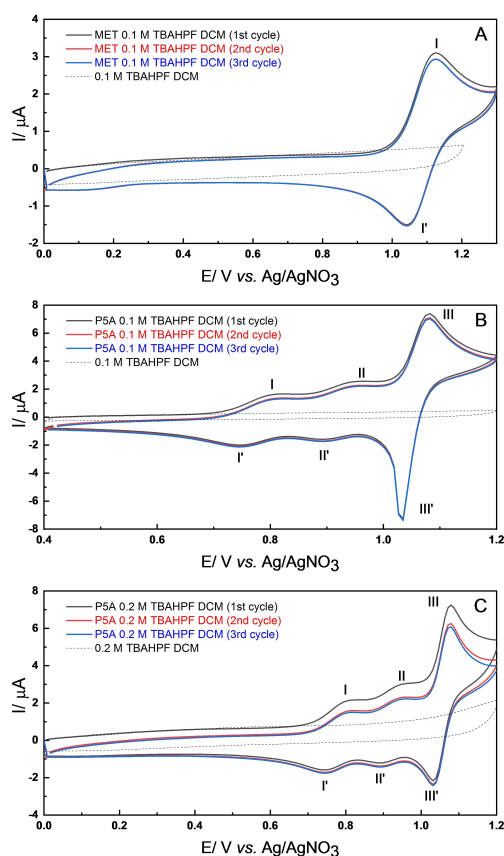 A
MET 0.1 M TBAHPF DCM (1st cycle)
MET 0.1 M TBAHPF DCM (2nd cycle)
MET 0.1 M TBAHPF DCM (3rd cycle)
0.1 M TBAHPF DCM
I
I'
I/ µA
4
3
2
1
0
-1
-2
0.0 0.2 0.4 0.6 0.8 1.0 1.2
E/ V vs. Ag/AgNO₃
B
P5A 0.1 M TBAHPF DCM (1st cycle)
P5A 0.1 M TBAHPF DCM (2nd cycle)
P5A 0.1 M TBAHPF DCM (3rd cycle)
0.1 M TBAHPF DCM
III
I
II
I'
II'
III'
I/ µA
8
6
4
2
0
-2
-4
-6
-8
0.4 0.6 0.8 1.0 1.2
E/ V vs. Ag/AgNO₃
C
P5A 0.2 M TBAHPF DCM (1st cycle)
P5A 0.2 M TBAHPF DCM (2nd cycle)
P5A 0.2 M TBAHPF DCM (3rd cycle)
0.2 M TBAHPF DCM
III
I
II
I'
II'
III'
I/ µA
8
6
4
2
0
-2
-4
0.0 0.2 0.4 0.6 0.8 1.0 1.2
E/ V vs. Ag/AgNO₃